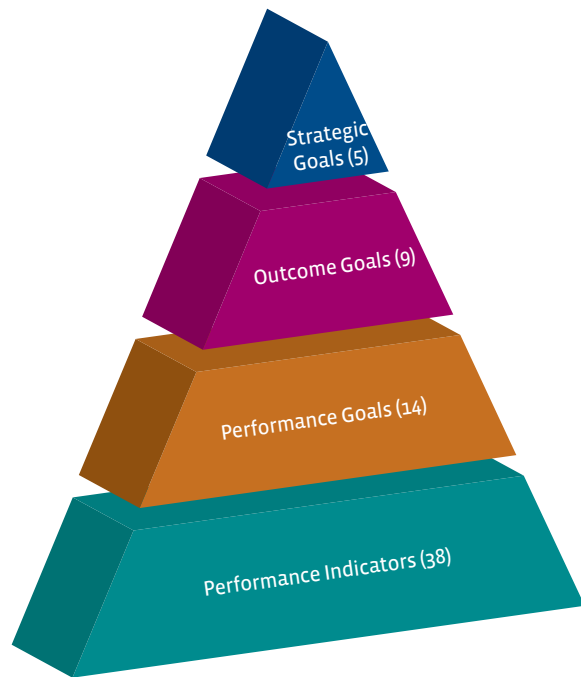 Strategic
Goals (5)
Outcome Goals (9)
Performance Goals (14)
Performance Indicators (38)